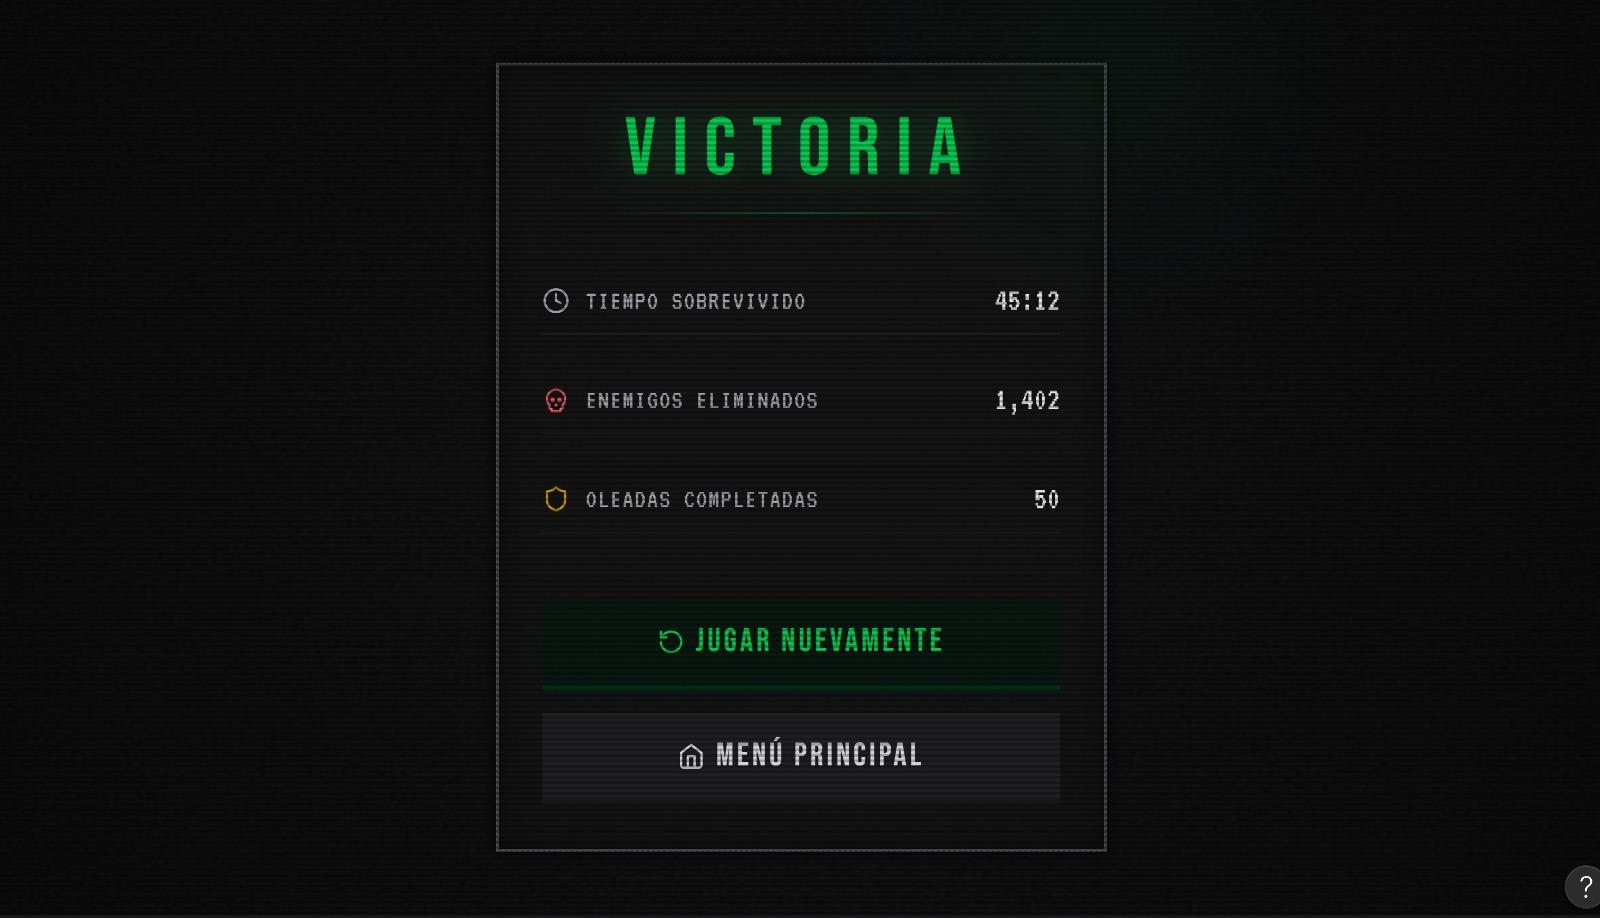 VICTORIA
TIEMPO SOBREVIVIDO 45:12
ENEMIGOS ELIMINADOS 1,402
OLEADAS COMPLETADAS 50
JUGAR NUEVAMENTE
MENÚ PRINCIPAL
?